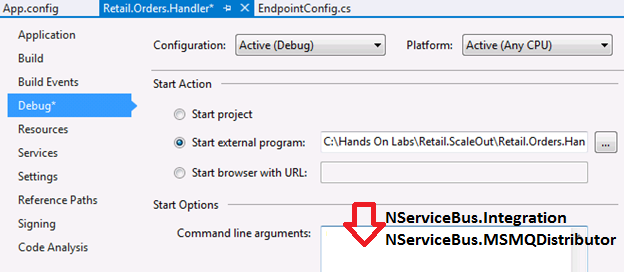 App.config Retail.Orders.Handler* EndpointConfig.cs
Application
Configuration: Active (Debug) Platform: Active (Any CPU)
Build
Build Events
Start Action
Debug*
Start project
Resources
Start external program: C:\Hands On Labs\Retail.ScaleOut\Retail.Orders.Han ...
Services
Start browser with URL:
Settings
Reference Paths
Start Options
Signing
NServiceBus.Integration
Command line arguments: NServiceBus.MSMQDistributor
Code Analysis